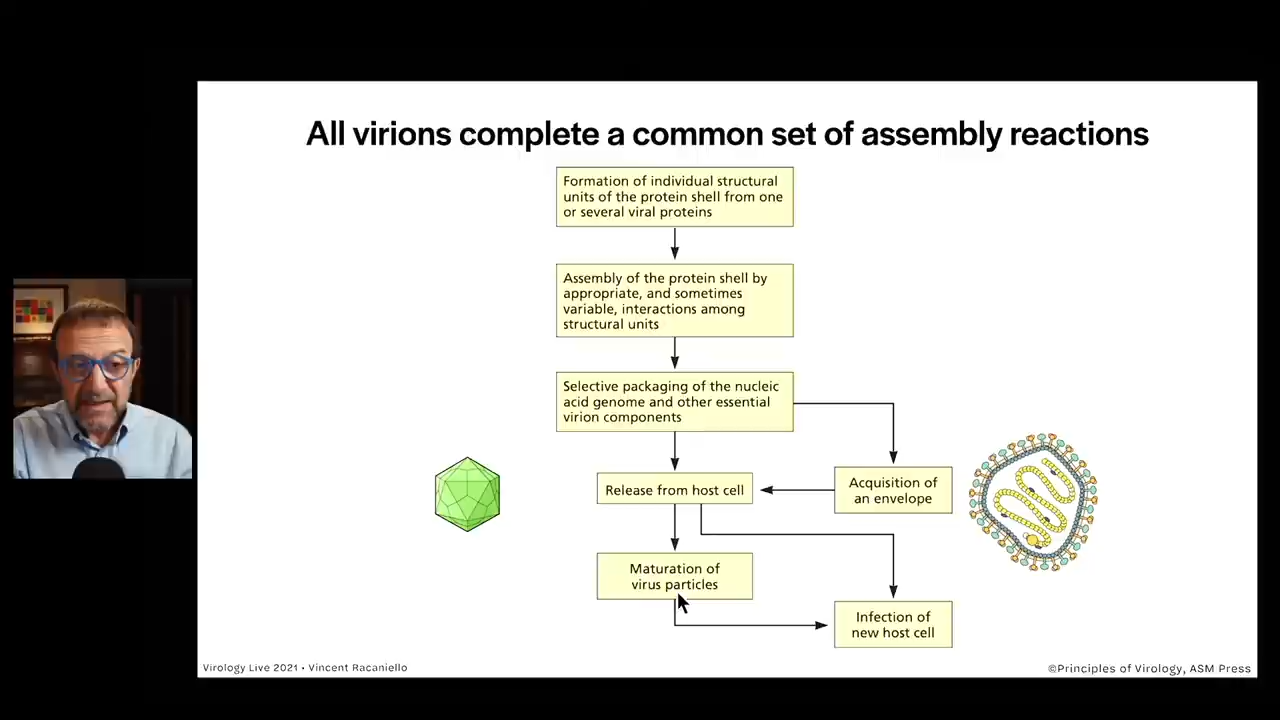 All virions complete a common set of assembly reactions
Formation of individual structural
units of the protein shell from one
or several viral proteins
Assembly of the protein shell by
appropriate, and sometimes
variable, interactions among
structural units
Selective packaging of the nucleic
acid genome and other essential
virion components
Release from host cell
Acquisition of
an envelope
Maturation of
virus particles
Infection of
new host cell
Virology Live 2021 • Vincent Racaniello
©Principles of Virology, ASM Press